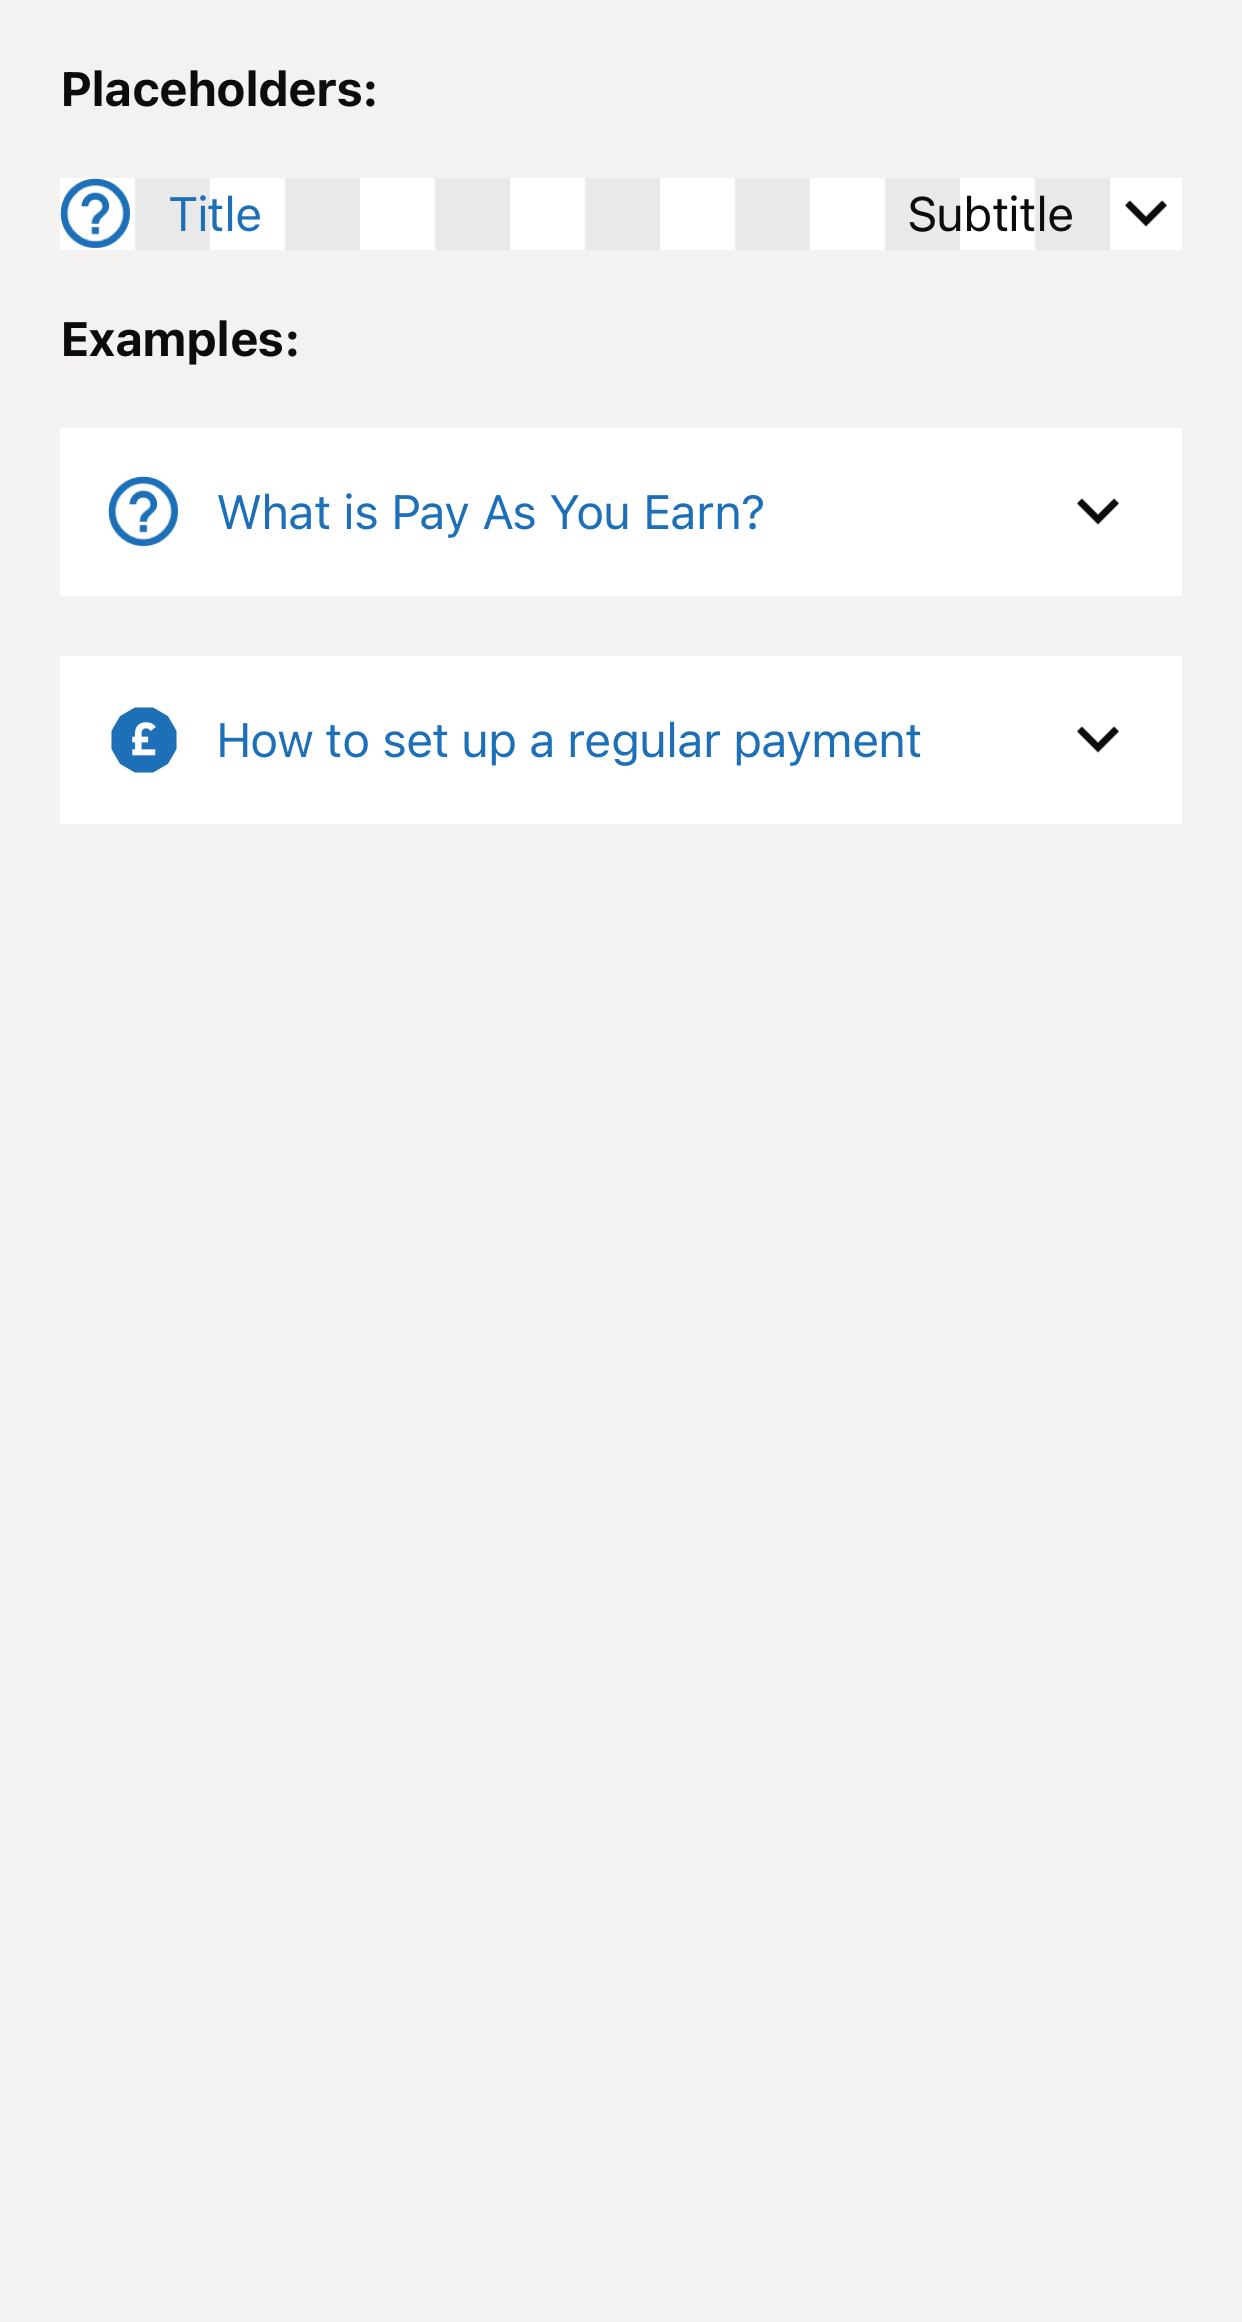 Placeholders:
Title Subtitle
Examples:
What is Pay As You Earn?
£ How to set up a regular payment